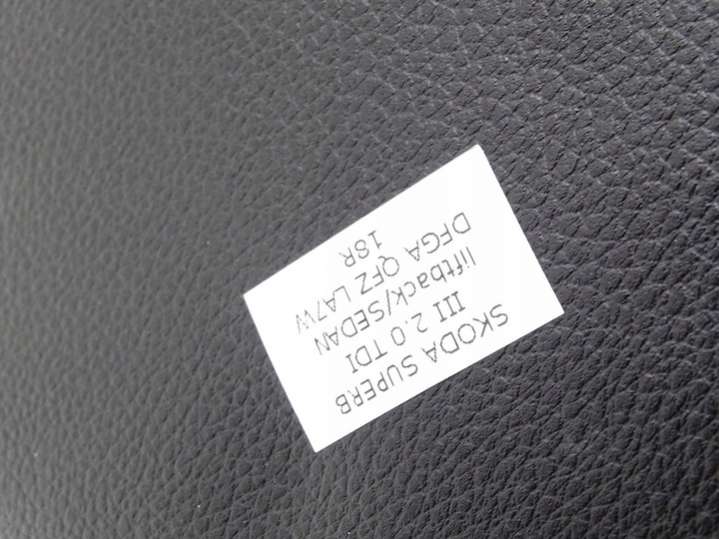 SKODA SUPERB
III 2.0 TDI
liftback/SEDAN
DFGA QFZ LA7W
18R